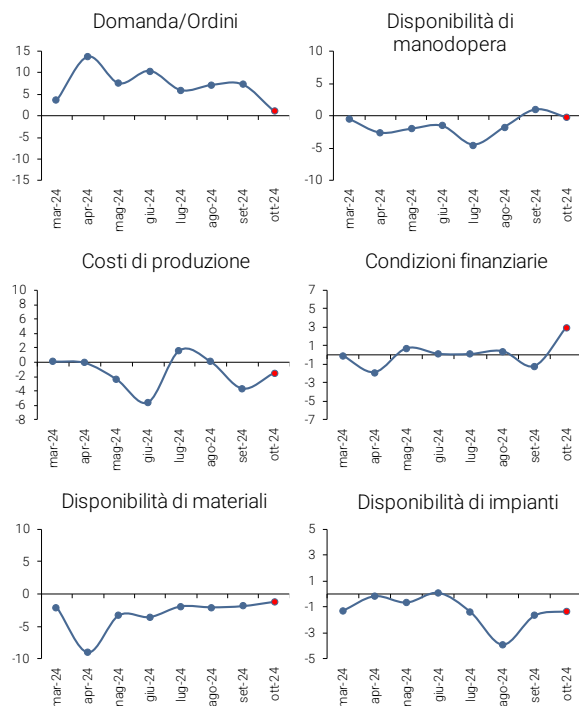 Domanda/Ordini
15
10
5
0
-5
-10
-15
mar-24
apr-24
mag-24
giu-24
lug-24
ago-24
set-24
ott-24
Disponibilità di
manodopera
10
5
0
-5
-10
mar-24
apr-24
mag-24
giu-24
lug-24
ago-24
set-24
ott-24
Costi di produzione
10
8
6
4
2
0
-2
-4
-6
-8
mar-24
apr-24
mag-24
giu-24
lug-24
ago-24
set-24
ott-24
Condizioni finanziarie
7
5
3
1
-1
-3
-5
-7
mar-24
apr-24
mag-24
giu-24
lug-24
ago-24
set-24
ott-24
Disponibilità di materiali
10
5
0
-5
-10
mar-24
apr-24
nag-24
giu-24
lug-24
ago-24
set-24
ott-24
Disponibilità di impianti
5
3
1
-1
-3
-5
mar-24
apr-24
mag-24
giu-24
lug-24
ago-24
set-24
ott-24